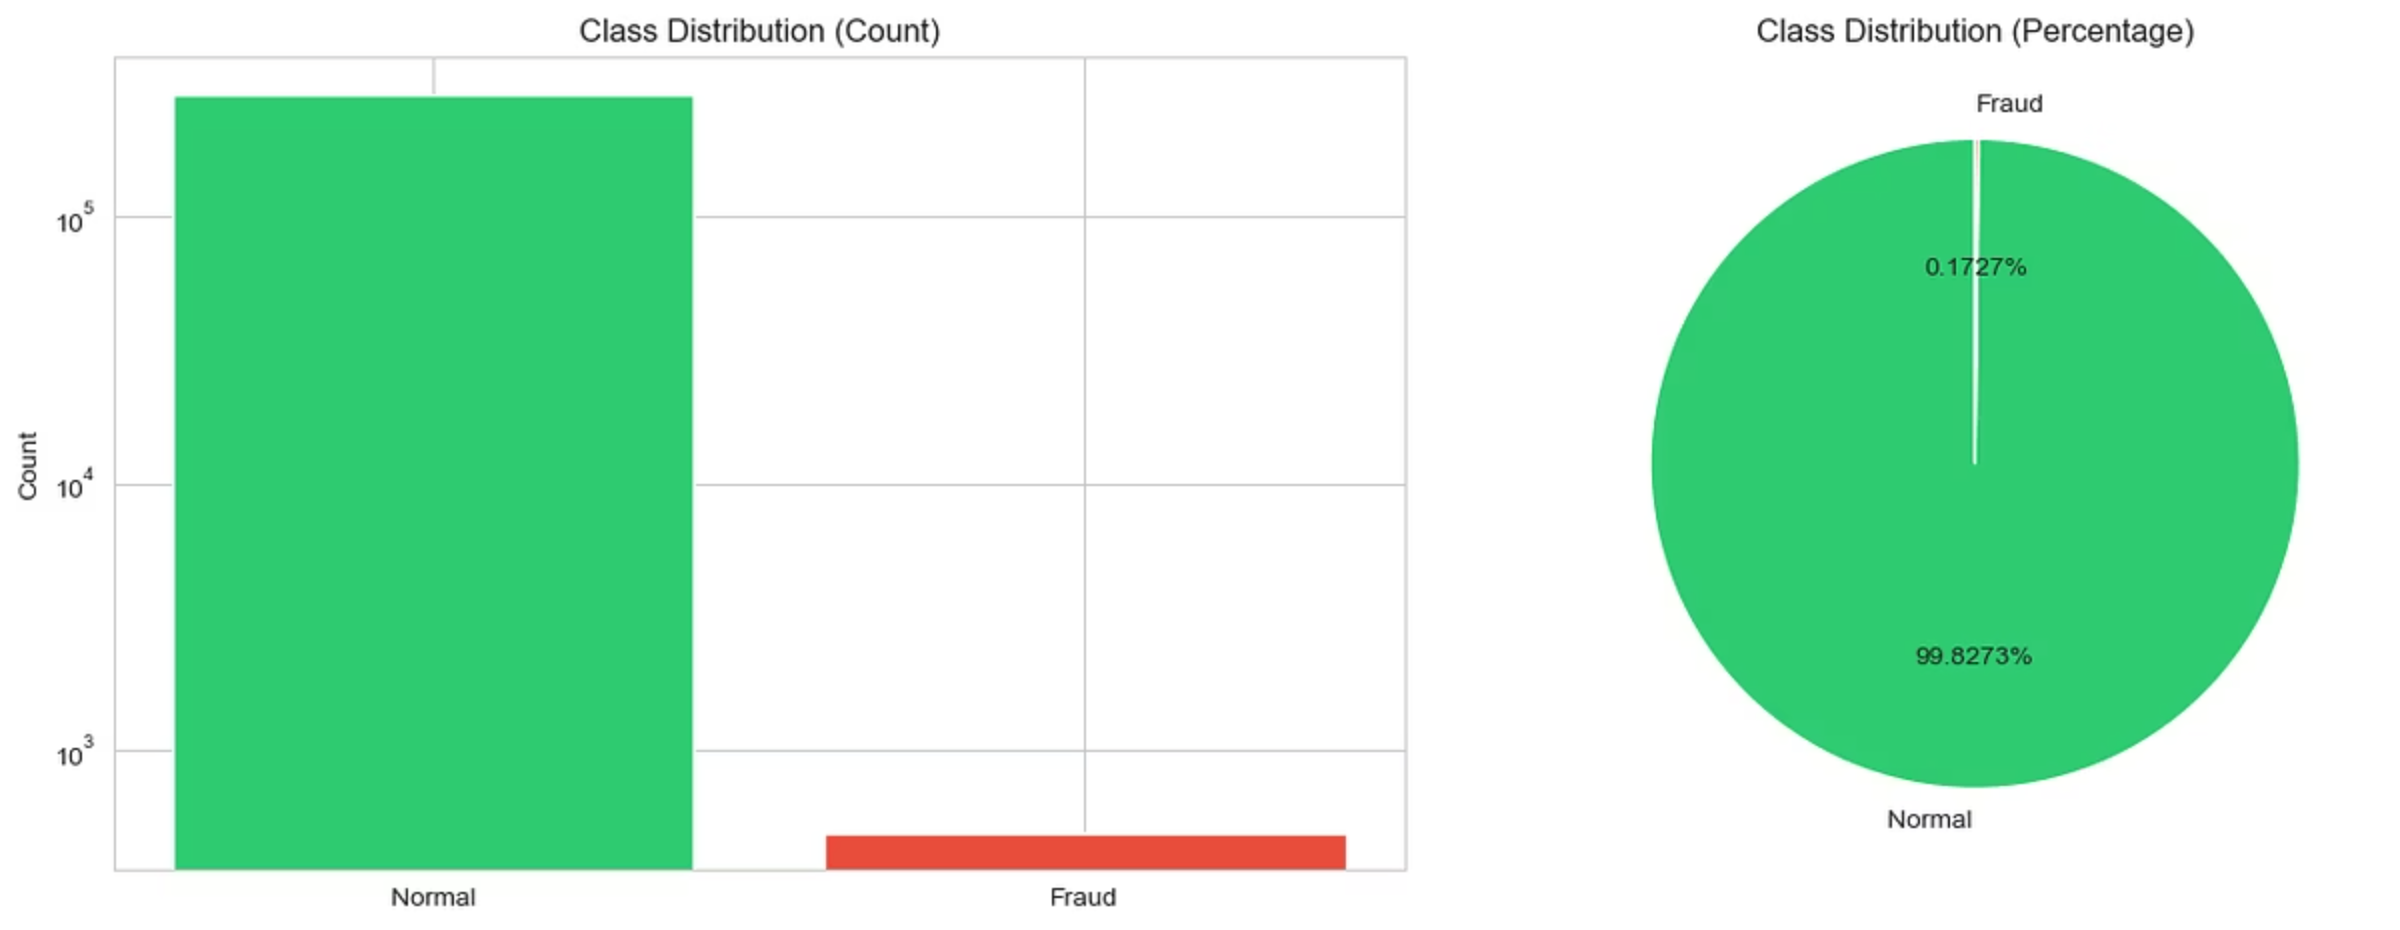 Class Distribution (Count)
Count
10^5
10^4
10^3
Normal
Fraud
Class Distribution (Percentage)
Fraud
0.1727%
99.8273%
Normal